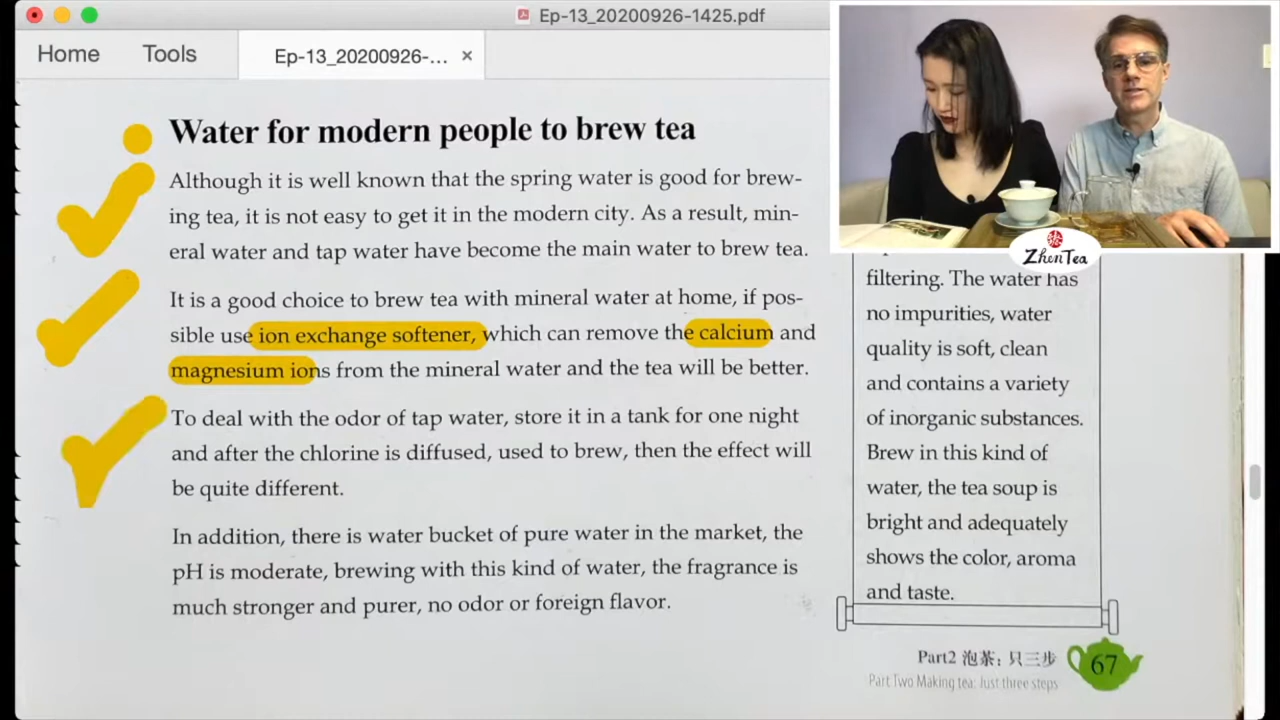 Ep-13_20200926-1425.pdf
Home
Tools
Ep-13_20200926-... ×
Water for modern people to brew tea
Although it is well known that the spring water is good for brew-
ing tea, it is not easy to get it in the modern city. As a result, min-
eral water and tap water have become the main water to brew tea.
It is a good choice to brew tea with mineral water at home, if pos-
sible use ion exchange softener, which can remove the calcium and
magnesium ions from the mineral water and the tea will be better.
To deal with the odor of tap water, store it in a tank for one night
and after the chlorine is diffused, used to brew, then the effect will
be quite different.
In addition, there is water bucket of pure water in the market, the
pH is moderate, brewing with this kind of water, the fragrance is
much stronger and purer, no odor or foreign flavor.
ZhenTea
filtering. The water has
no impurities, water
quality is soft, clean
and contains a variety
of inorganic substances.
Brew in this kind of
water, the tea soup is
bright and adequately
shows the color, aroma
and taste.
Part2 泡茶：只三步
Part Two Making tea: Just three steps
67